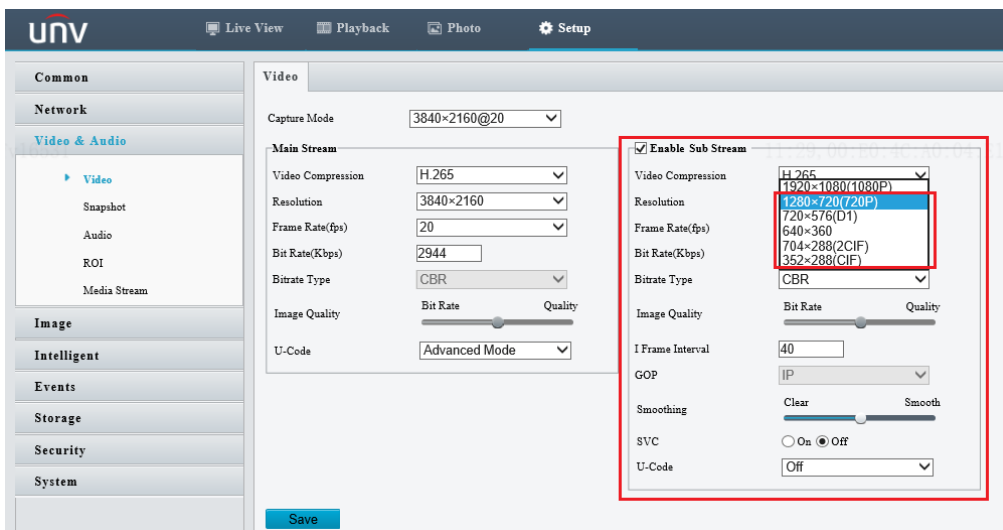 unv Live View Playback Photo Setup
Common
Network
Video & Audio
Video
Snapshot
Audio
ROI
Media Stream
Image
Intelligent
Events
Storage
Security
System
Video
Capture Mode 3840×2160@20
Main Stream
Video Compression H.265
Resolution 3840×2160
Frame Rate(fps) 20
Bit Rate(Kbps) 2944
Bitrate Type CBR
Bit Rate Quality
Image Quality
U-Code Advanced Mode
Enable Sub Stream
Video Compression H.265
1920×1080(1080P)
Resolution 1280×720(720P)
720×576(D1)
Frame Rate(fps) 640×360
704×288(2CIF)
Bit Rate(Kbps) 352×288(CIF)
Bitrate Type CBR
Bit Rate Quality
Image Quality
I Frame Interval 40
GOP IP
Clear Smooth
Smoothing
SVC On Off
U-Code Off
Save